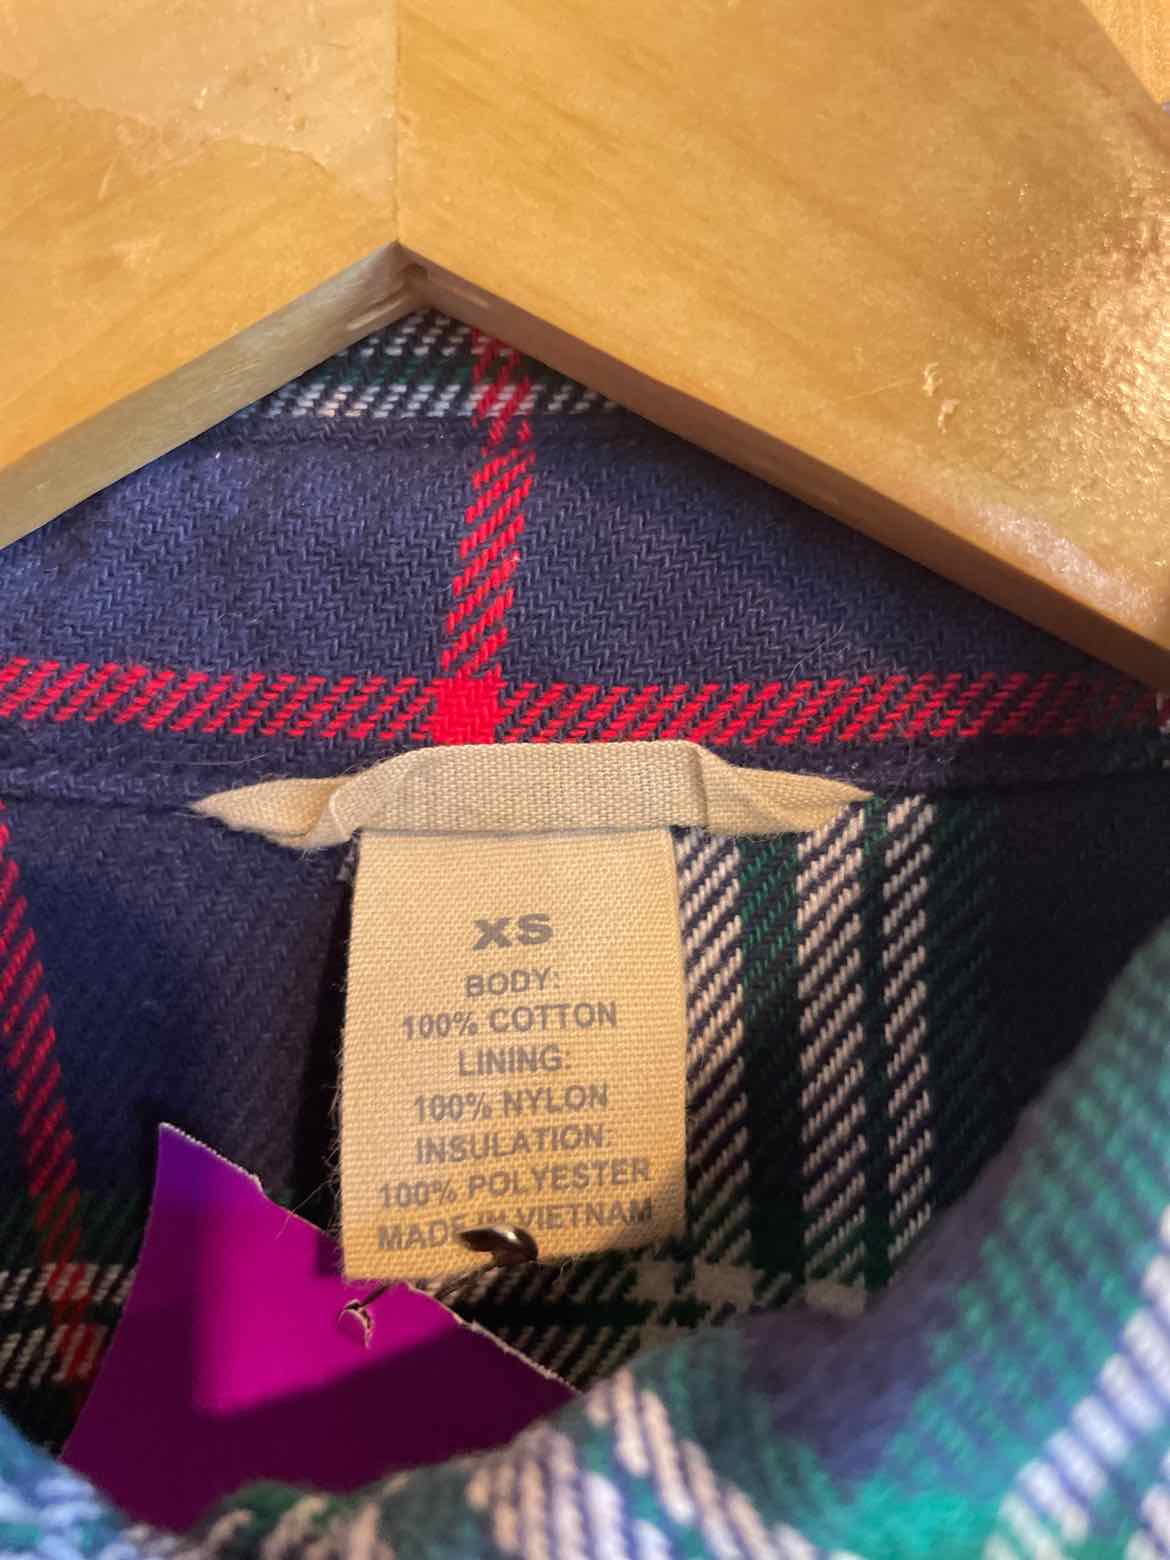 XS
BODY:
100% COTTON
LINING:
100% NYLON
INSULATION:
100% POLYESTER
MADE IN VIETNAM